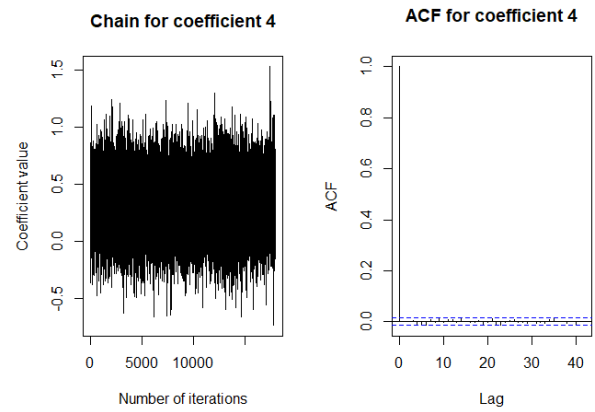 Chain for coefficient 4
Coefficient value
-0.5 0.0 0.5 1.0 1.5
0 5000 10000
Number of iterations
ACF for coefficient 4
ACF
0.0 0.2 0.4 0.6 0.8 1.0
0 10 20 30 40
Lag